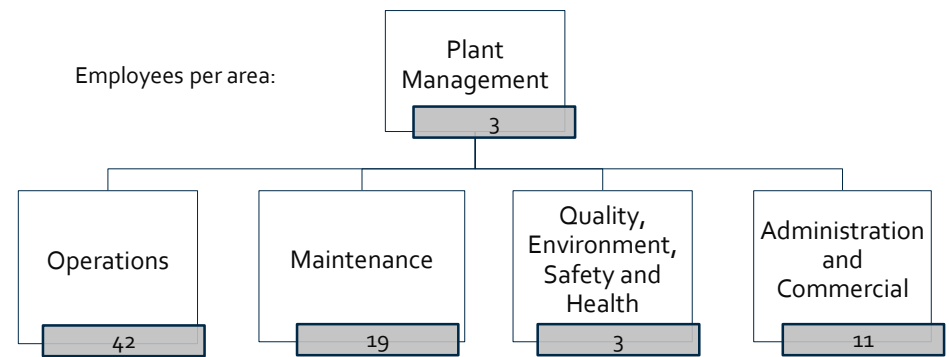 Plant
Management
Employees per area:
3
Operations
42
Maintenance
19
Quality,
Environment,
Safety and
Health
3
Administration
and
Commercial
11